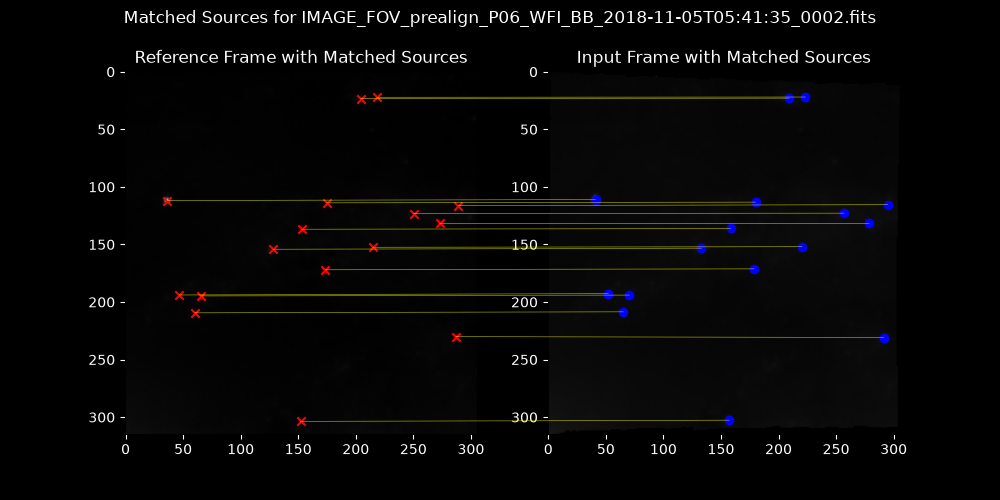 Matched Sources for IMAGE_FOV_prealign_P06_WFI_BB_2018-11-05T05:41:35_0002.fits
Reference Frame with Matched Sources
0
50
100
150
200
250
300
0 50 100 150 200 250 300
Input Frame with Matched Sources
0
50
100
150
200
250
300
0 50 100 150 200 250 300